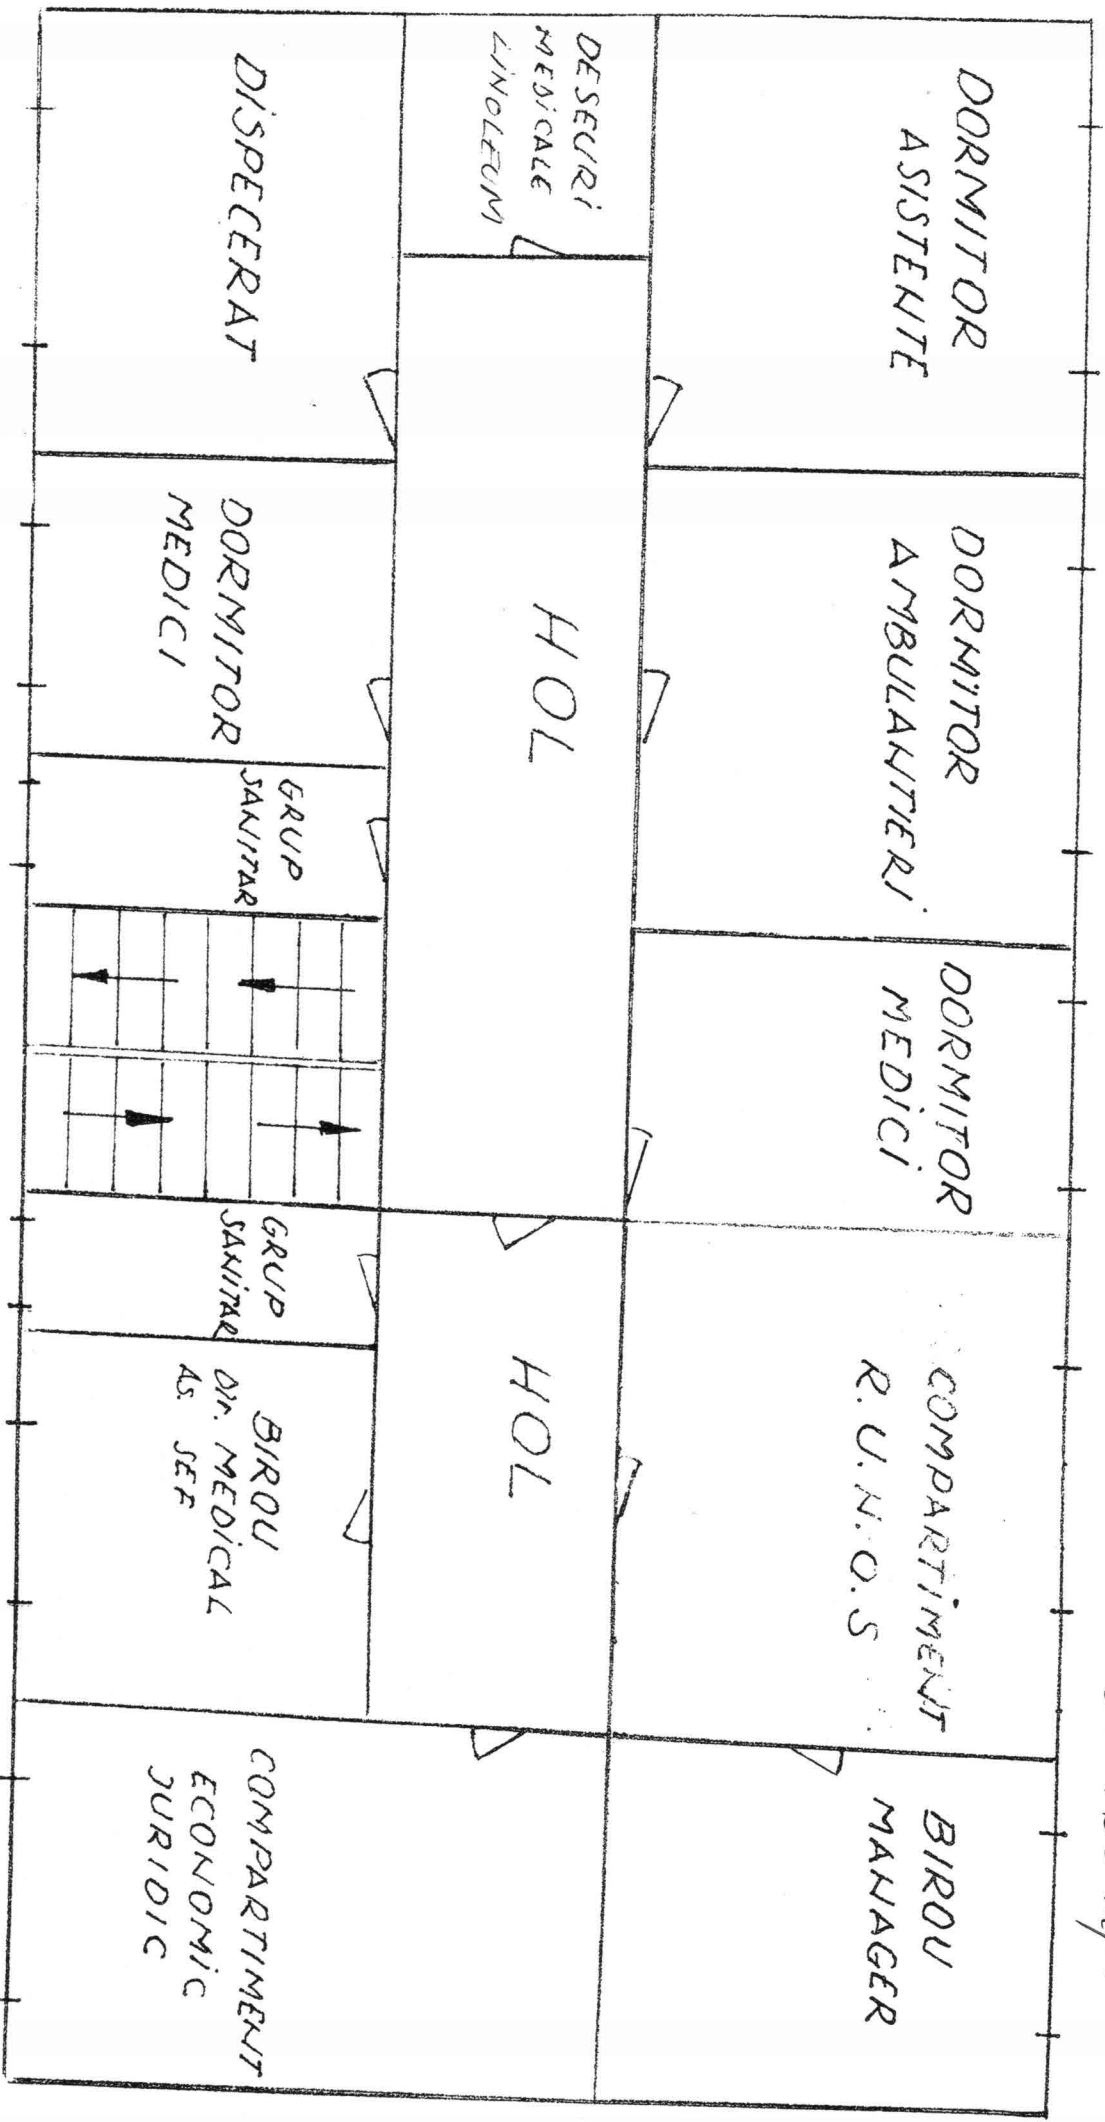 DORMITOR
ASISTENTE
DORMITOR
AMBULANTIERI
DORMITOR
MEDICI
COMPARTIMENT
R.U.N.O.S
BIROU
MANAGER
DESEURI
MEDICALE
LINOLEUM
HOL
HOL
DISPECERAT
DORMITOR
MEDICI
GRUP
SANITAR
GRUP
SANITAR
BIROU
DIR. MEDICAL
AS. SEF
COMPARTIMENT
ECONOMIC
JURIDIC